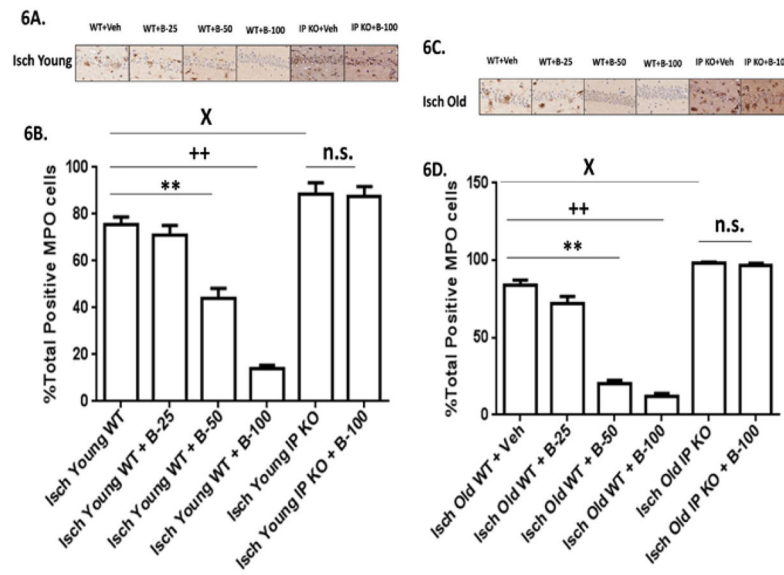 6A.
WT+Veh WT+B-25 WT+B-50 WT+B-100 IP KO+Veh IP KO+B-100
Isch Young
6B.
X
++
**
n.s.
%Total Positive MPO cells
100
80
60
40
20
0
Isch Young WT
Isch Young WT + B-25
Isch Young WT + B-50
Isch Young WT + B-100
Isch Young IP KO
Isch Young IP KO + B-100
6C.
WT+Veh WT+B-25 WT+B-50 WT+B-100 IP KO+Veh IP KO+B-100
Isch Old
6D.
X
++
**
n.s.
%Total Positive MPO cells
150
100
50
0
Isch Old WT + Veh
Isch Old WT + B-25
Isch Old WT + B-50
Isch Old WT + B-100
Isch Old IP KO
Isch Old IP KO + B-100